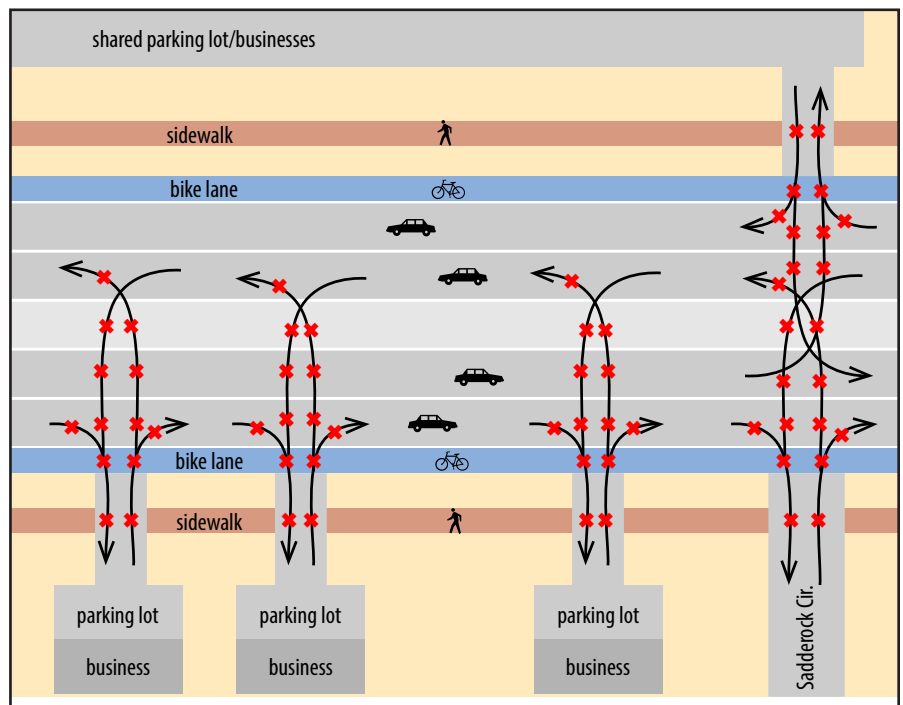 shared parking lot/businesses
sidewalk
bike lane
bike lane
sidewalk
parking lot
business
parking lot
business
parking lot
business
Sadderock Cir.